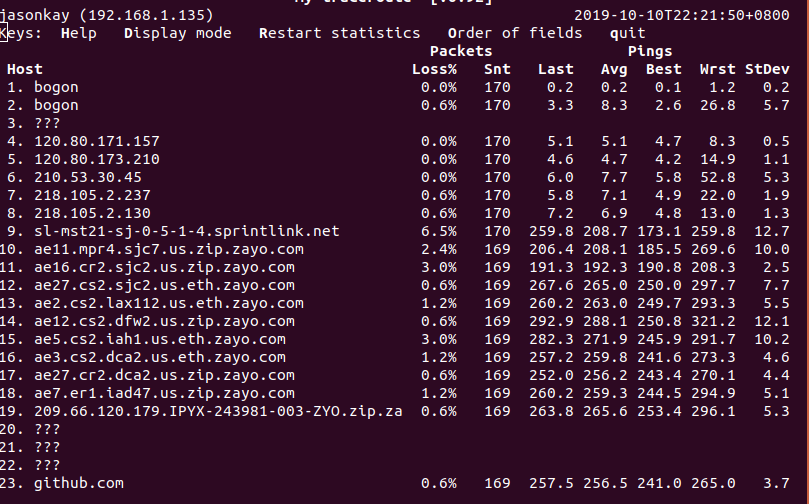 jasonkay (192.168.1.135) 2019-10-10T22:21:50+0800
Keys: Help Display mode Restart statistics Order of fields quit
Packets Pings
Host Loss% Snt Last Avg Best Wrst StDev
1. bogon 0.0% 170 0.2 0.2 0.1 1.2 0.2
2. bogon 0.6% 170 3.3 8.3 2.6 26.8 5.7
3. ???
4. 120.80.171.157 0.0% 170 5.1 5.1 4.7 8.3 0.5
5. 120.80.173.210 0.0% 170 4.6 4.7 4.2 14.9 1.1
6. 210.53.30.45 0.0% 170 6.0 7.7 5.8 52.8 5.3
7. 218.105.2.237 0.6% 170 5.8 7.1 4.9 22.0 1.9
8. 218.105.2.130 0.6% 170 7.2 6.9 4.8 13.0 1.3
9. sl-mst21-sj-0-5-1-4.sprintlink.net 6.5% 170 259.8 208.7 173.1 259.8 12.7
10. ae11.mpr4.sjc7.us.zip.zayo.com 2.4% 169 206.4 208.1 185.5 269.6 10.0
11. ae16.cr2.sjc2.us.zip.zayo.com 3.0% 169 191.3 192.3 190.8 208.3 2.5
12. ae27.cs2.sjc2.us.eth.zayo.com 0.6% 169 267.6 265.0 250.0 297.7 7.7
13. ae2.cs2.lax112.us.eth.zayo.com 1.2% 169 260.2 263.0 249.7 293.3 5.5
14. ae12.cs2.dfw2.us.zip.zayo.com 0.6% 169 292.9 288.1 250.8 321.2 12.1
15. ae5.cs2.iah1.us.eth.zayo.com 3.0% 169 282.3 271.9 245.9 291.7 10.2
16. ae3.cs2.dca2.us.eth.zayo.com 1.2% 169 257.2 259.8 241.6 273.3 4.6
17. ae27.cr2.dca2.us.zip.zayo.com 0.6% 169 252.0 256.2 243.4 270.1 4.4
18. ae7.er1.iad47.us.zip.zayo.com 1.2% 169 260.2 259.3 244.5 294.9 5.1
19. 209.66.120.179.IPYX-243981-003-ZYO.zip.za 0.6% 169 263.8 265.6 253.4 296.1 5.3
20. ???
21. ???
22. ???
23. github.com 0.6% 169 257.5 256.5 241.0 265.0 3.7